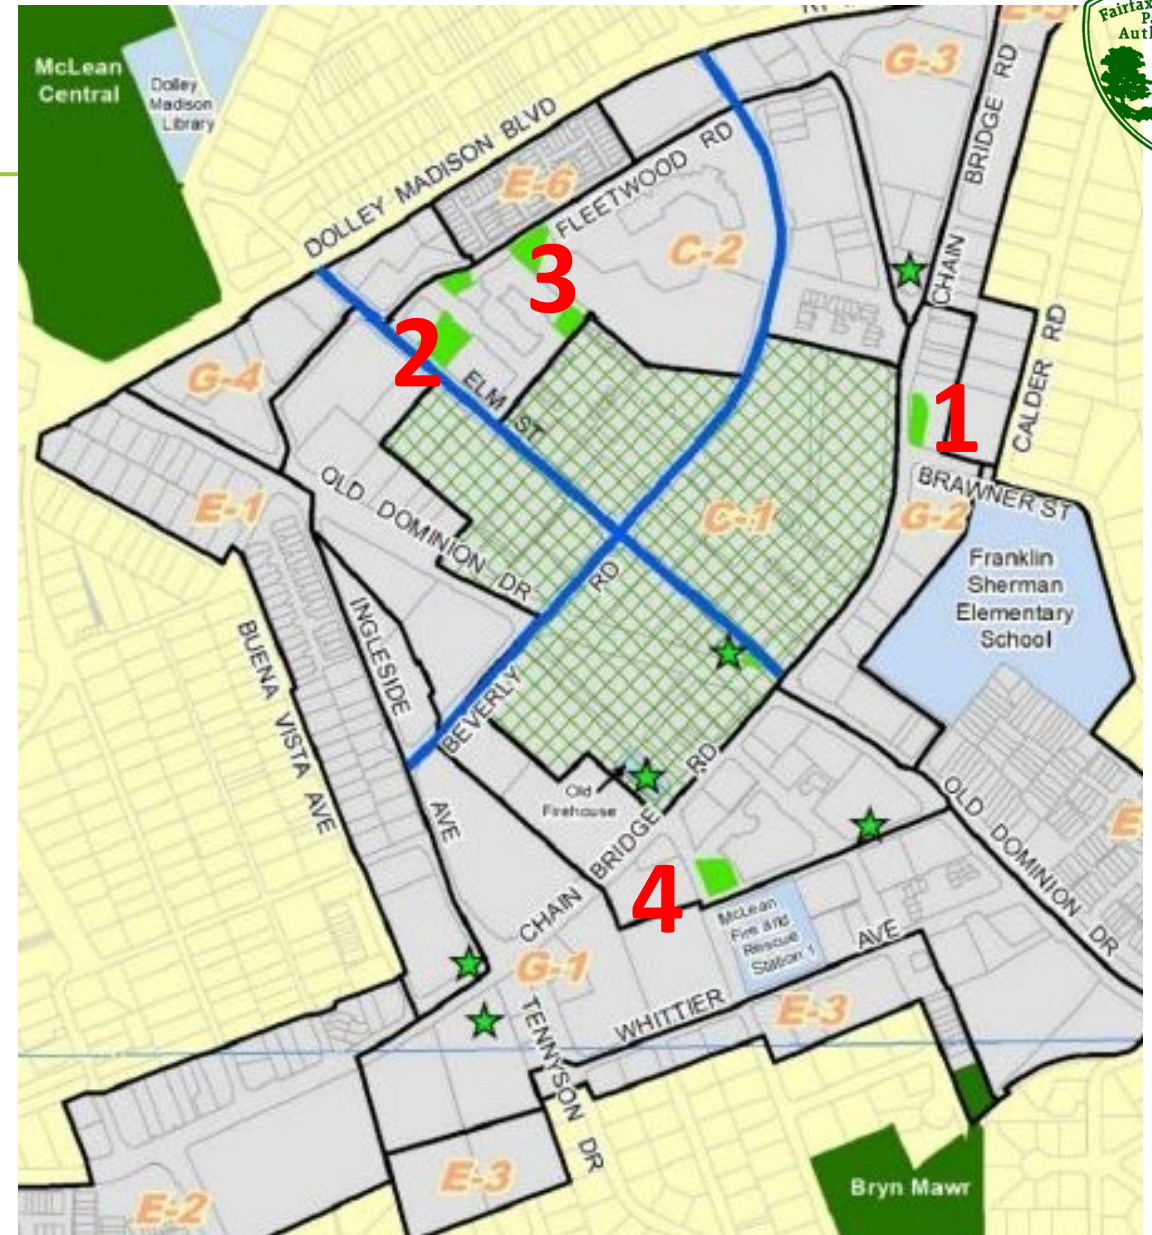 Fairfax
McLean
Central
Dolley
Madison
Library
DOLLEY MADISON BLVD
G-3
CHAIN BRIDGE RD
E-6
FLEETWOOD RD
C-2
3
2
G-4
ELM ST
1
CALDER RD
BRAWNER ST
E-1
OLD DOMINION DR
C-1
G-2
Franklin
Sherman
Elementary
School
BUENA VISTA AVE
INGLESIDE AVE
BEVERLY RD
Old
Firehouse
CHAIN BRIDGE RD
OLD DOMINION DR
4
McLean
Fire and
Rescue
Station 1
G-1
WHITTIER AVE
E-3
TENNYSON DR
E-3
E-2
Bryn Mawr